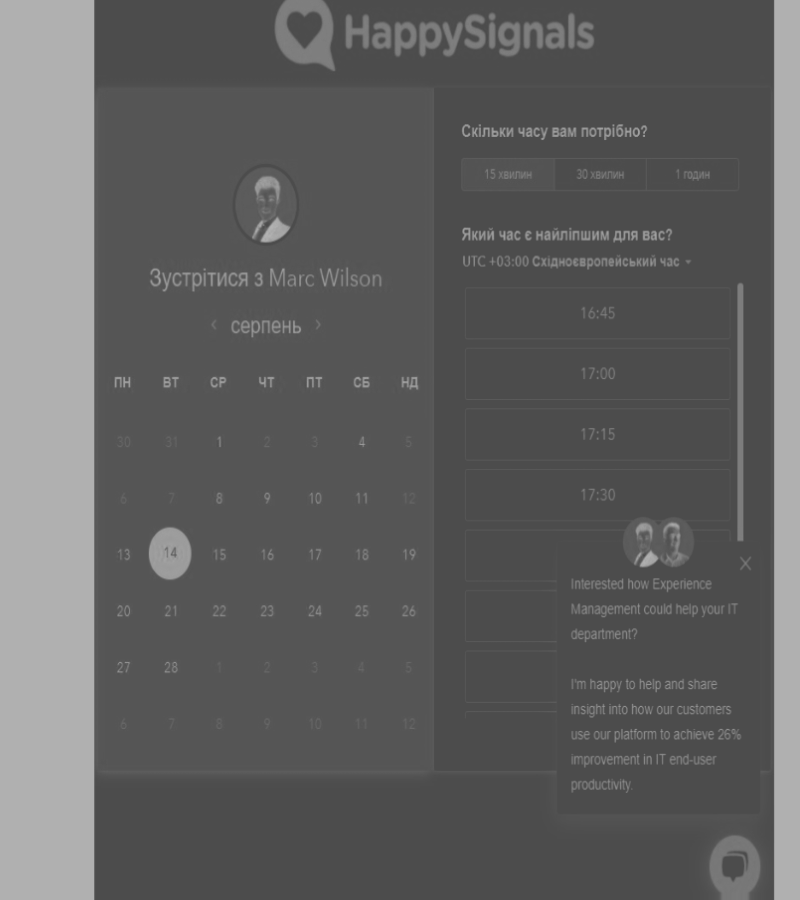 HappySignals
Зустрітися з Marc Wilson
серпень
ПН ВТ СР ЧТ ПТ СБ НД
30 31 1 2 3 4 5
6 7 8 9 10 11 12
13 14 15 16 17 18 19
20 21 22 23 24 25 26
27 28 1 2 3 4 5
6 7 8 9 10 11 12
Скільки часу вам потрібно?
15 хвилин 30 хвилин 1 годин
Який час є найліпшим для вас?
UTC +03:00 Східноєвропейський час
16:45
17:00
17:15
17:30
Interested how Experience
Management could help your IT
department?
I'm happy to help and share
insight into how our customers
use our platform to achieve 26%
improvement in IT end-user
productivity.